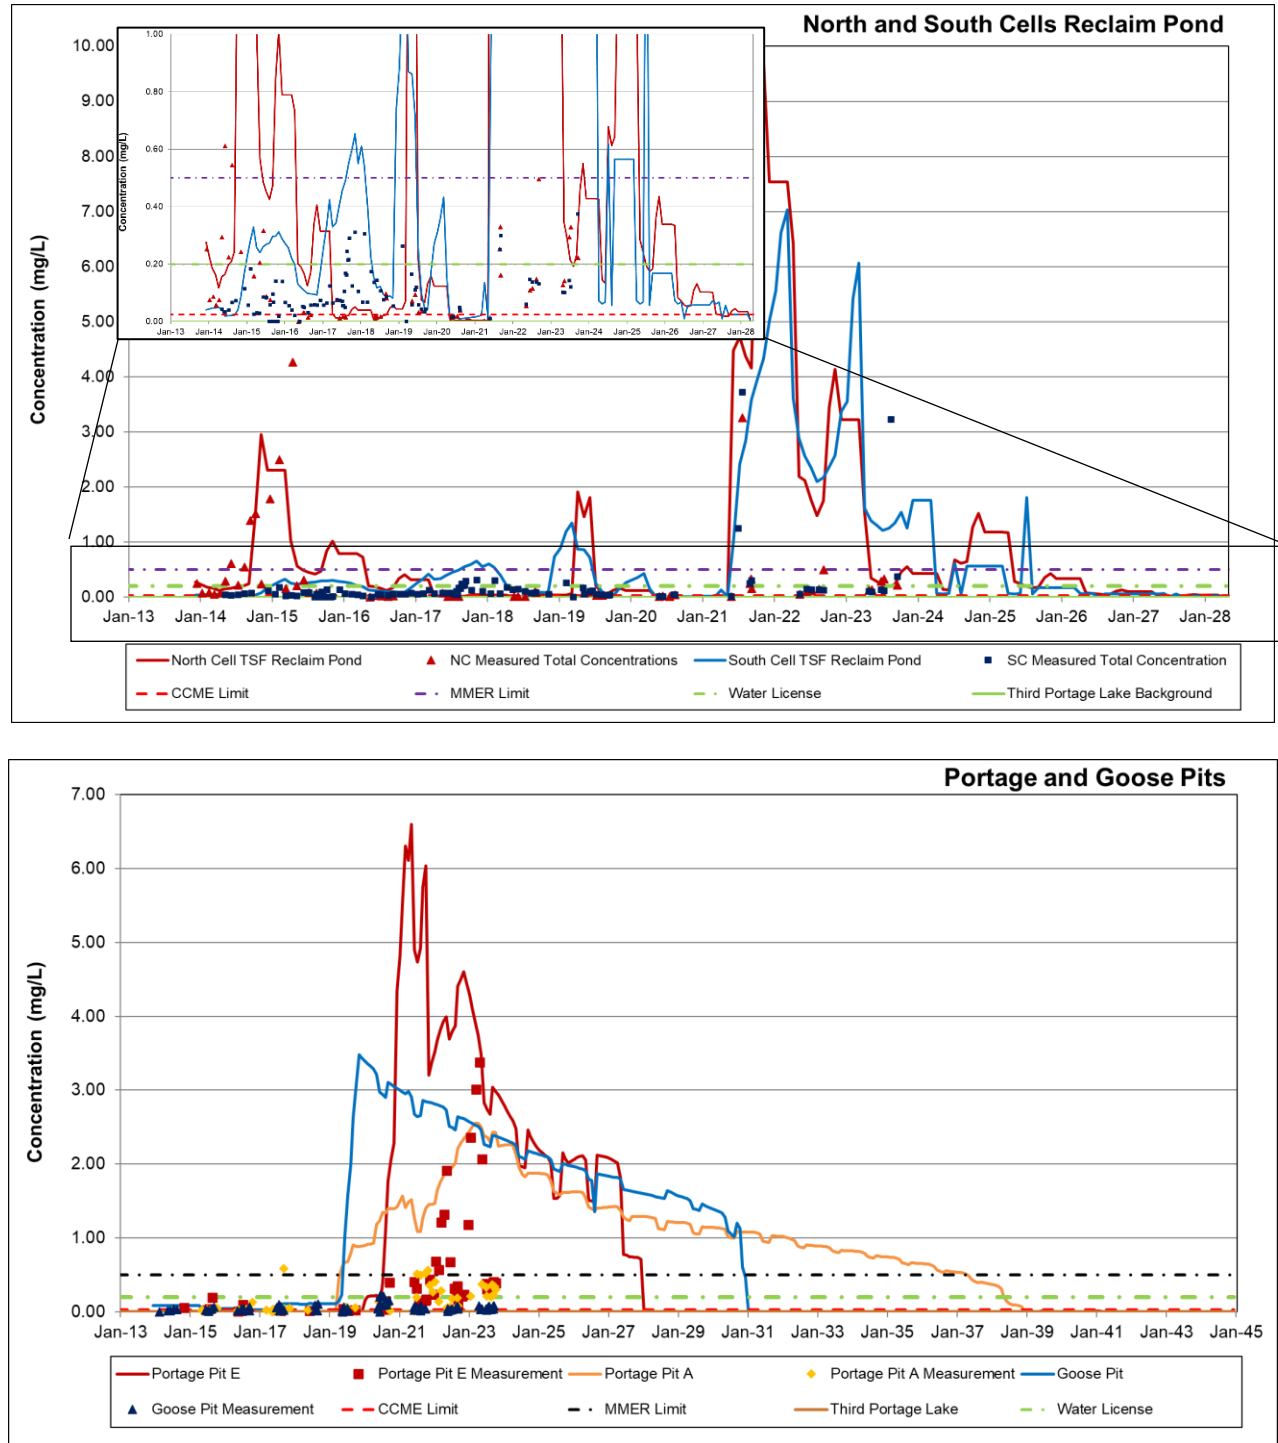 North and South Cells Reclaim Pond
Concentration (mg/L)
10.00
9.00
8.00
7.00
6.00
5.00
4.00
3.00
2.00
1.00
0.00
Concentration (mg/L)
1.00
0.80
0.60
0.40
0.20
0.00
Jan-13 Jan-14 Jan-15 Jan-16 Jan-17 Jan-18 Jan-19 Jan-20 Jan-21 Jan-22 Jan-23 Jan-24 Jan-25 Jan-26 Jan-27 Jan-28
Jan-13 Jan-14 Jan-15 Jan-16 Jan-17 Jan-18 Jan-19 Jan-20 Jan-21 Jan-22 Jan-23 Jan-24 Jan-25 Jan-26 Jan-27 Jan-28
North Cell TSF Reclaim Pond NC Measured Total Concentrations South Cell TSF Reclaim Pond SC Measured Total Concentration
CCME Limit MMER Limit Water License Third Portage Lake Background
Portage and Goose Pits
Concentration (mg/L)
7.00
6.00
5.00
4.00
3.00
2.00
1.00
0.00
Jan-13 Jan-15 Jan-17 Jan-19 Jan-21 Jan-23 Jan-25 Jan-27 Jan-29 Jan-31 Jan-33 Jan-35 Jan-37 Jan-39 Jan-41 Jan-43 Jan-45
Portage Pit E Portage Pit E Measurement Portage Pit A Portage Pit A Measurement Goose Pit
Goose Pit Measurement CCME Limit MMER Limit Third Portage Lake Water License